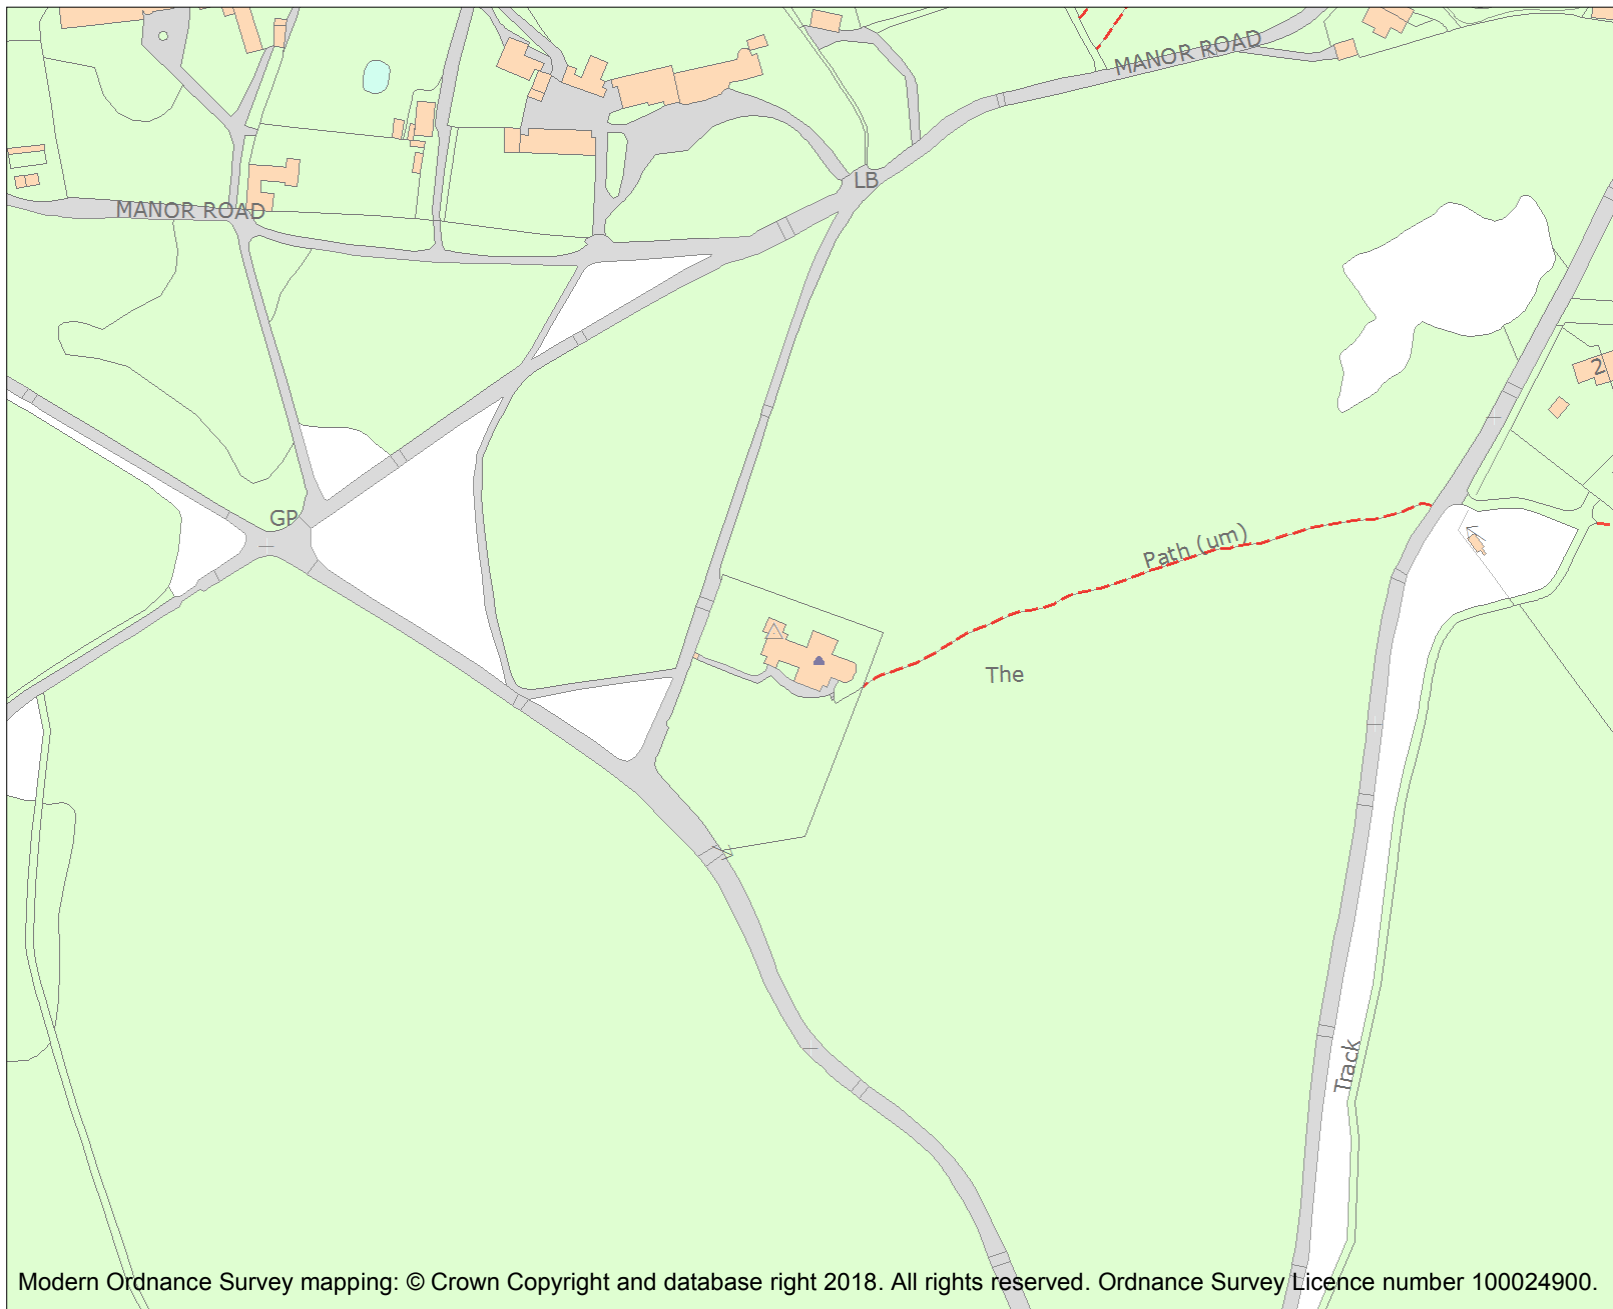 MANOR ROAD
LB
MANOR ROAD
2
GP
Path (um)
The
Track
Modern Ordnance Survey mapping: © Crown Copyright and database right 2018. All rights reserved. Ordnance Survey Licence number 100024900.